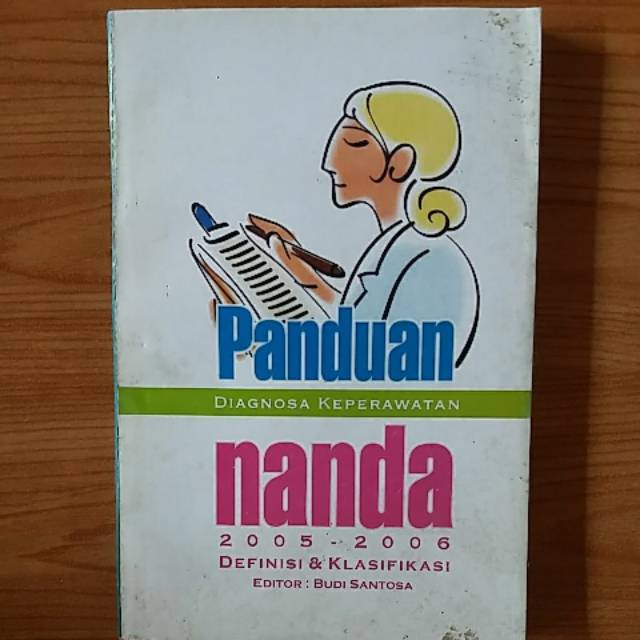 Panduan
DIAGNOSA KEPERAWATAN
nanda
2005-2006
DEFINISI & KLASIFIKASI
EDITOR : BUDI SANTOSA